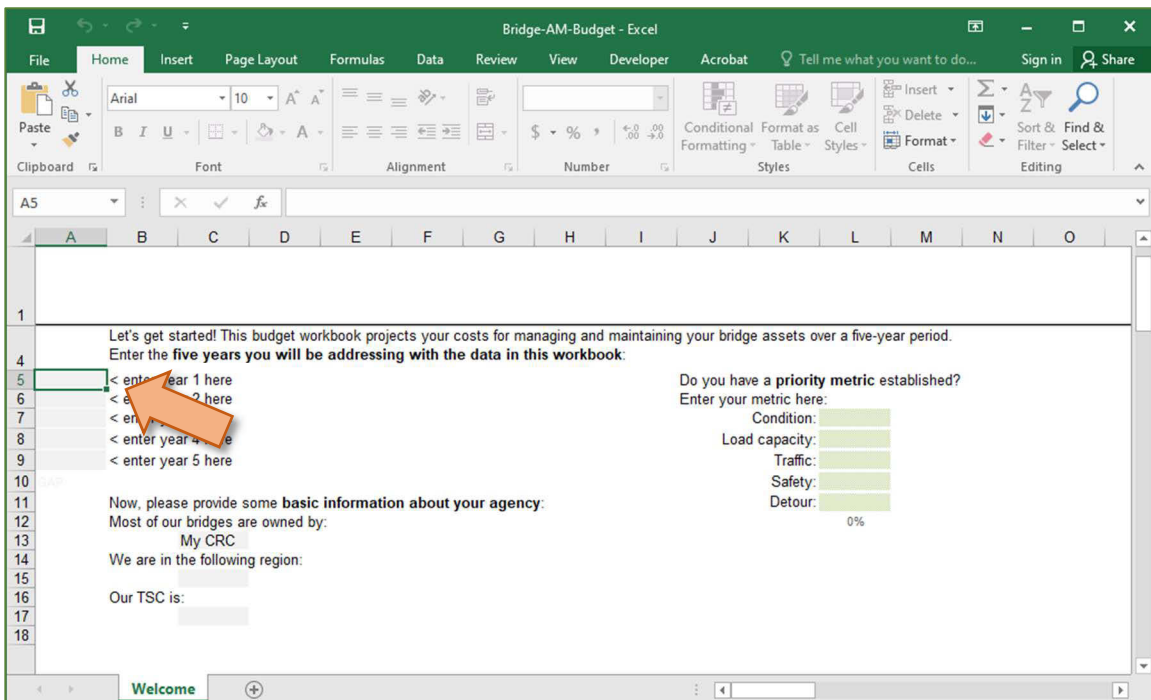 Bridge-AM-Budget - Excel
File Home Insert Page Layout Formulas Data Review View Developer Acrobat Tell me what you want to do... Sign in Share
Paste
Clipboard
Arial 10 A A
B I U A
Font
Alignment
$ % , .0 .00 .00 .0
Number
Conditional Formatting
Format as Table
Cell Styles
Styles
Insert
Delete
Format
Cells
Sort & Filter
Find & Select
Editing
A5 fx
A B C D E F G H I J K L M N O
1
4 Let's get started! This budget workbook projects your costs for managing and maintaining your bridge assets over a five-year period.
Enter the five years you will be addressing with the data in this workbook:
5 < enter year 1 here Do you have a priority metric established?
6 < here Enter your metric here:
7 < Condition:
8 < enter year 4 Load capacity:
9 < enter year 5 here Traffic:
10 GAP: Safety:
11 Now, please provide some basic information about your agency: Detour:
12 Most of our bridges are owned by: 0%
13 My CRC
14 We are in the following region:
15
16 Our TSC is:
17
18
Welcome